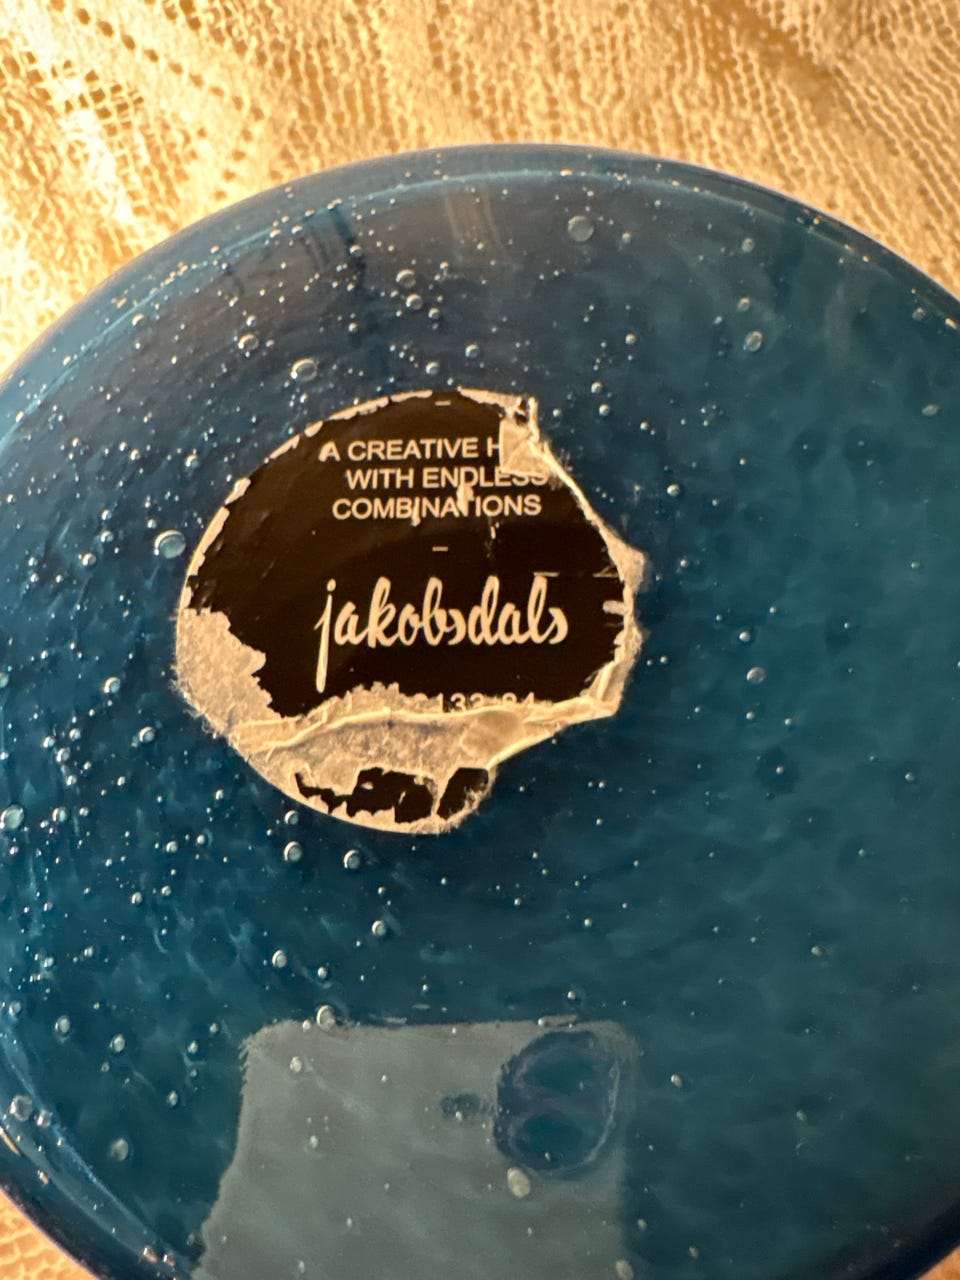 A CREATIVE H
WITH ENDLESS
COMBINATIONS
jakobsdals